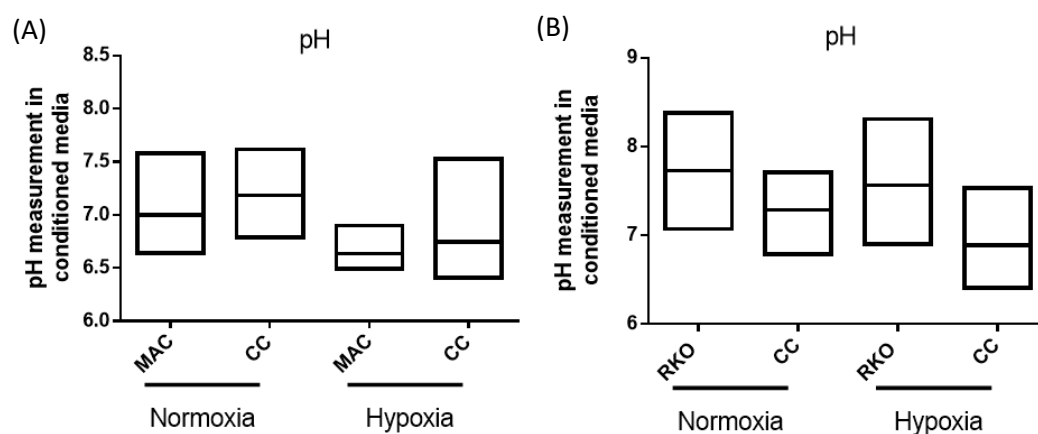 (A)
pH
pH measurement in
conditioned media
8.5
8.0
7.5
7.0
6.5
6.0
MAC
CC
MAC
CC
Normoxia
Hypoxia
(B)
pH
pH measurement in
conditioned media
9
8
7
6
RKO
CC
RKO
CC
Normoxia
Hypoxia